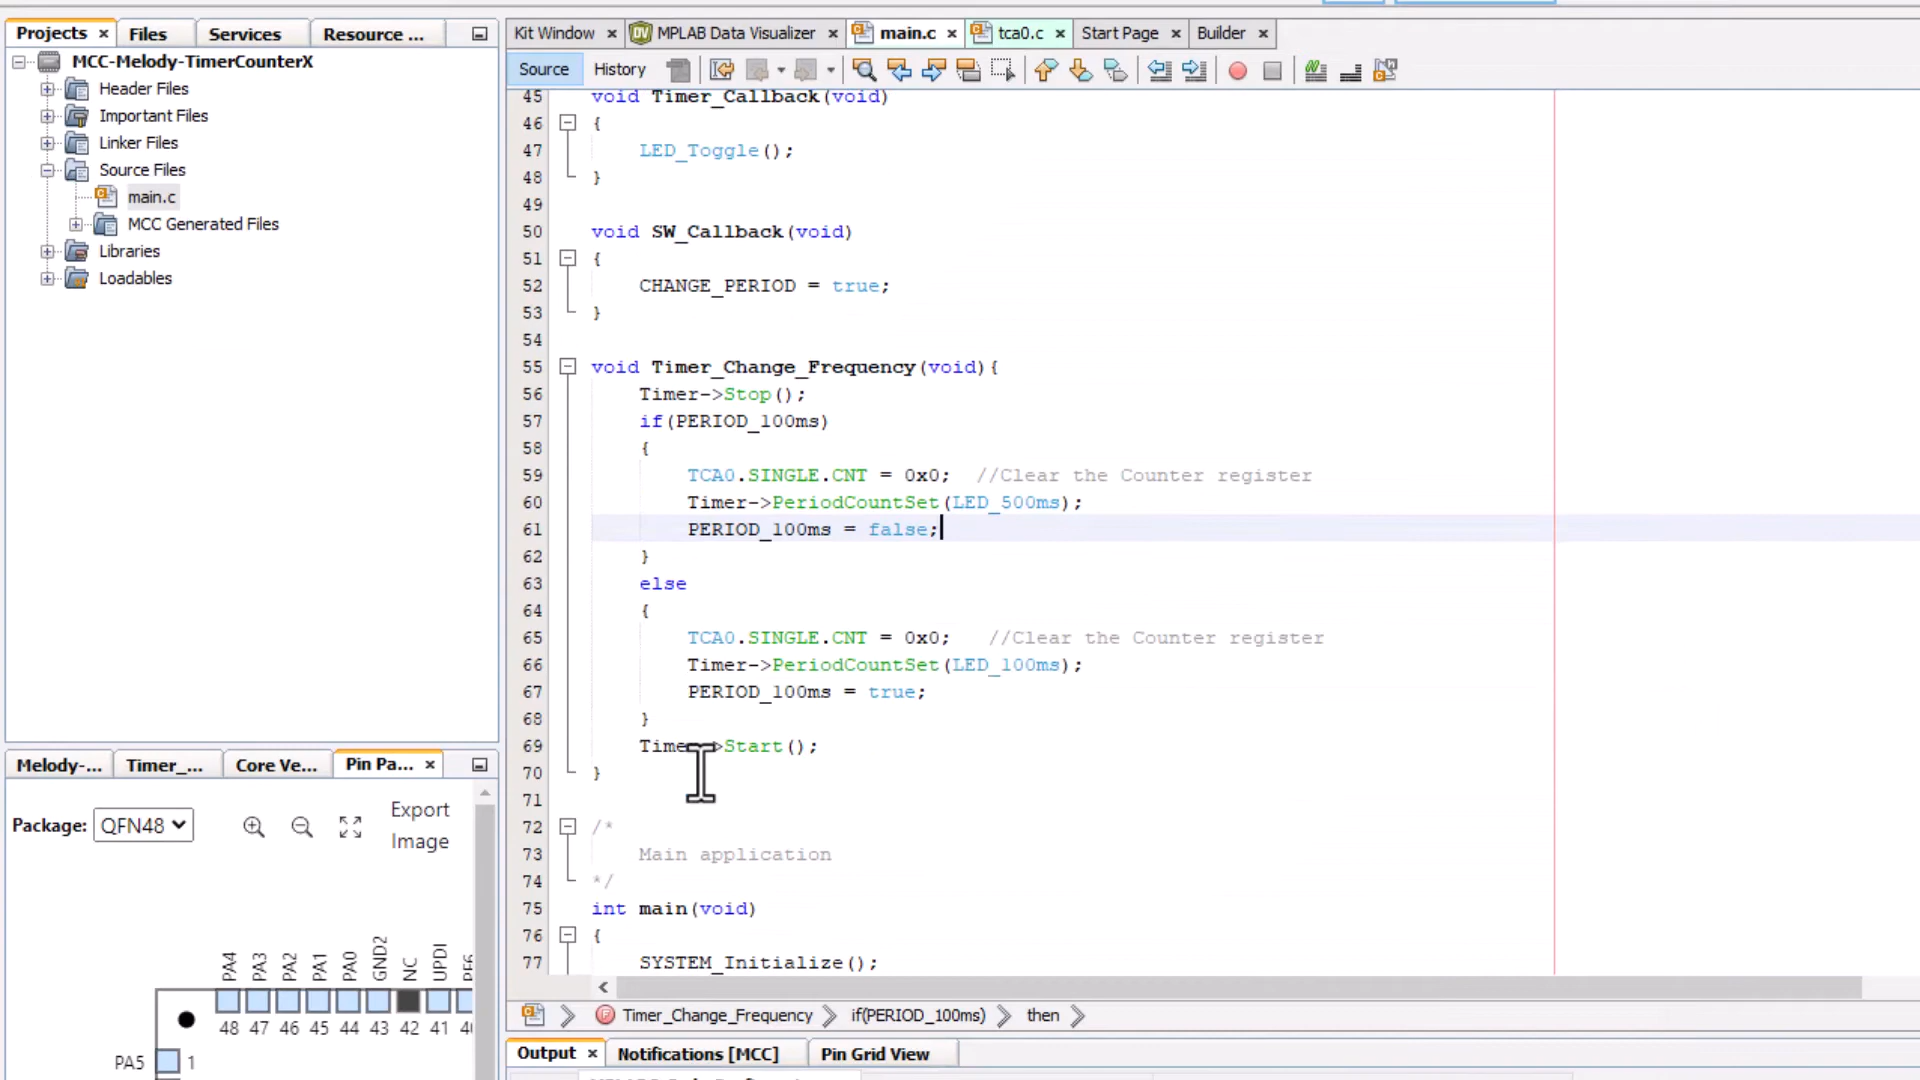 Projects Files Services Resource ...
MCC-Melody-TimerCounterX
Header Files
Important Files
Linker Files
Source Files
main.c
MCC Generated Files
Libraries
Loadables
Melody-... Timer_... Core Ve... Pin Pa...
Package: QFN48 Export Image
PA4 PA3 PA2 PA1 PA0 GND2 NC UPDI
48 47 46 45 44 43 42 41
PA5 1
Kit Window MPLAB Data Visualizer main.c tca0.c Start Page Builder
Source History
45 void Timer_Callback(void)
46 {
47 LED_Toggle();
48 }
49
50 void SW_Callback(void)
51 {
52 CHANGE_PERIOD = true;
53 }
54
55 void Timer_Change_Frequency(void){
56 Timer->Stop();
57 if(PERIOD_100ms)
58 {
59 TCA0.SINGLE.CNT = 0x0; //Clear the Counter register
60 Timer->PeriodCountSet(LED_500ms);
61 PERIOD_100ms = false;
62 }
63 else
64 {
65 TCA0.SINGLE.CNT = 0x0; //Clear the Counter register
66 Timer->PeriodCountSet(LED_100ms);
67 PERIOD_100ms = true;
68 }
69 Timer->Start();
70 }
71
72 /*
73 Main application
74 */
75 int main(void)
76 {
77 SYSTEM_Initialize();
Timer_Change_Frequency if(PERIOD_100ms) then
Output Notifications [MCC] Pin Grid View